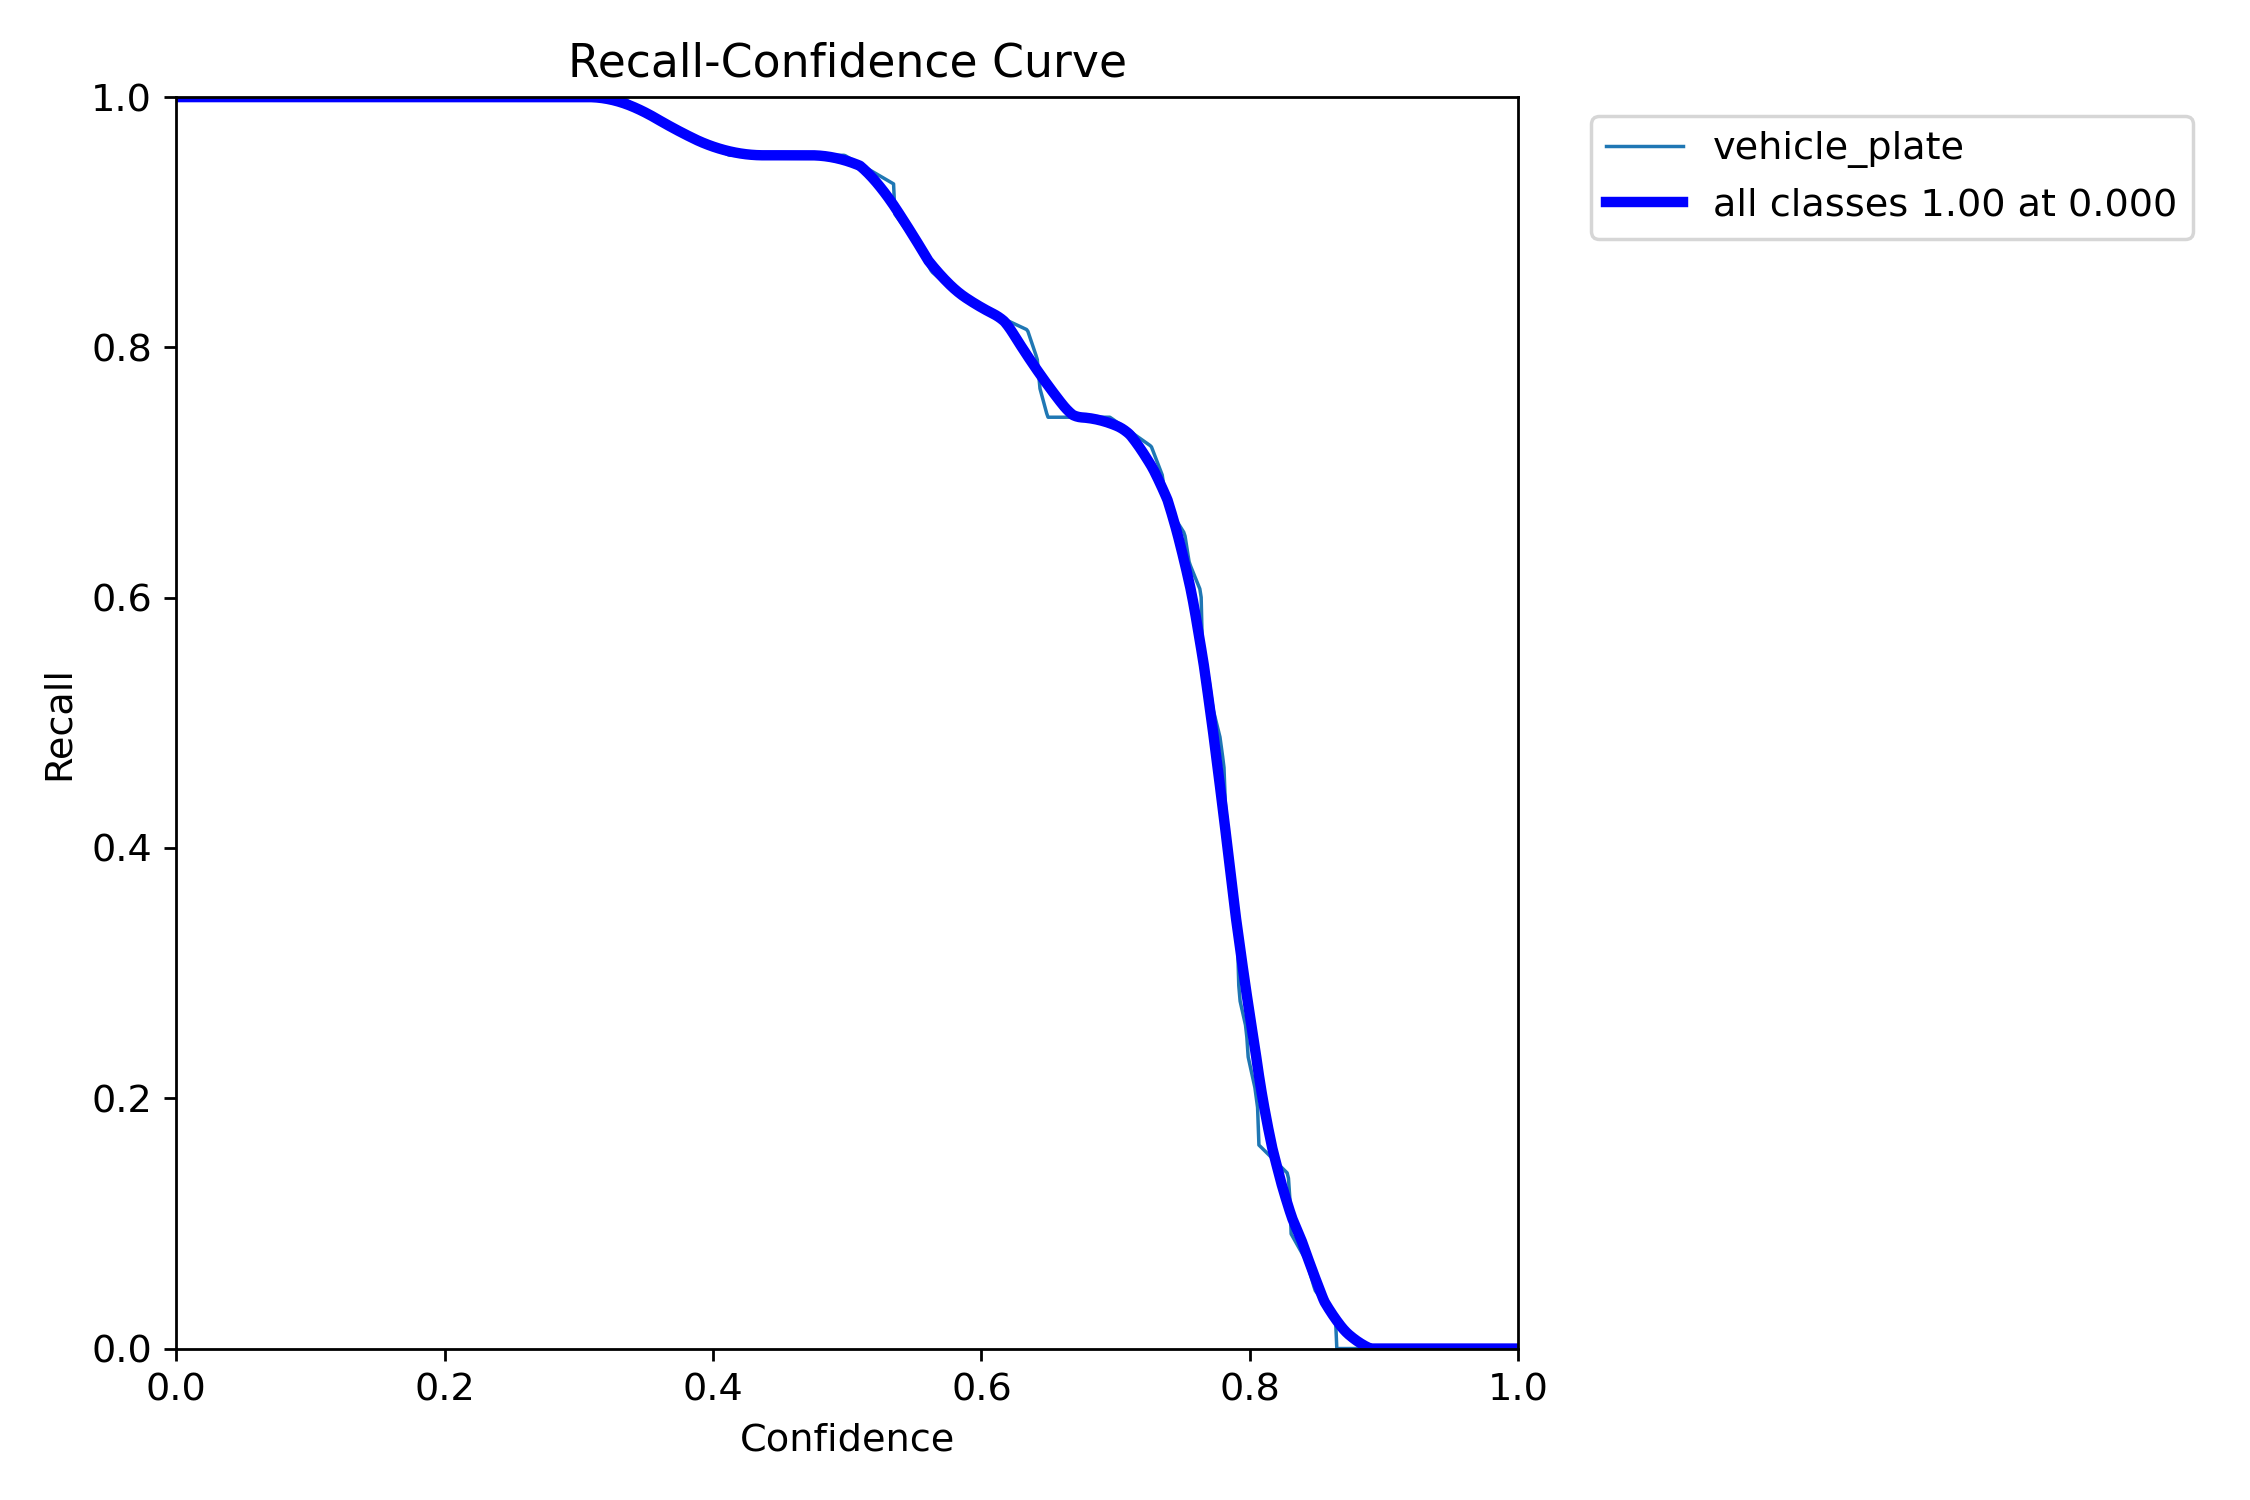 Recall-Confidence Curve
1.0
0.8
0.6
0.4
0.2
0.0
Recall
0.0 0.2 0.4 0.6 0.8 1.0
Confidence
vehicle_plate
all classes 1.00 at 0.000